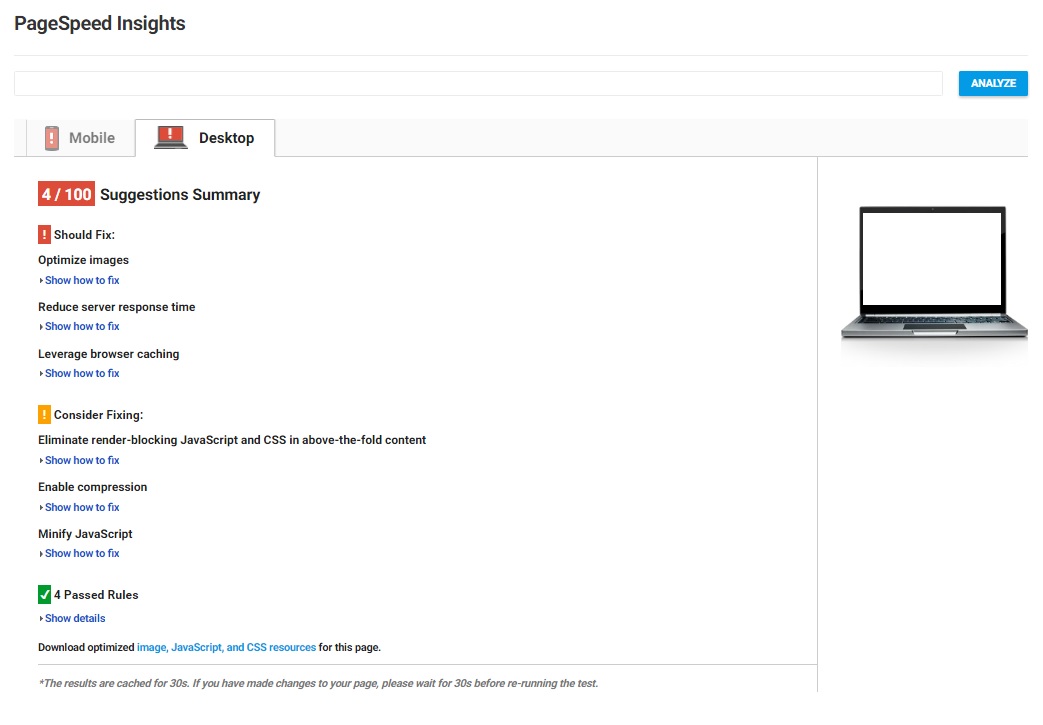 PageSpeed Insights
ANALYZE
Mobile
Desktop
4 / 100 Suggestions Summary
! Should Fix:
Optimize images
Show how to fix
Reduce server response time
Show how to fix
Leverage browser caching
Show how to fix
! Consider Fixing:
Eliminate render-blocking JavaScript and CSS in above-the-fold content
Show how to fix
Enable compression
Show how to fix
Minify JavaScript
Show how to fix
4 Passed Rules
Show details
Download optimized image, JavaScript, and CSS resources for this page.
*The results are cached for 30s. If you have made changes to your page, please wait for 30s before re-running the test.